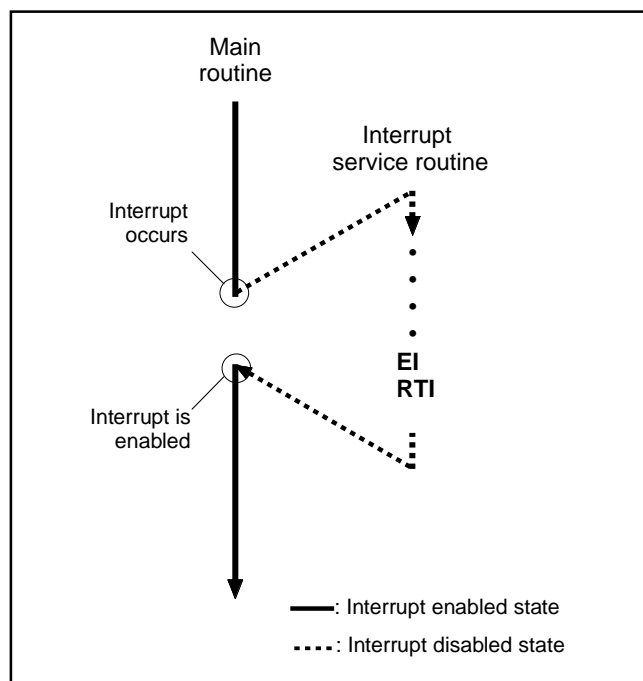 Main
routine
Interrupt
service routine
Interrupt
occurs
EI
RTI
Interrupt is
enabled
: Interrupt enabled state
: Interrupt disabled state